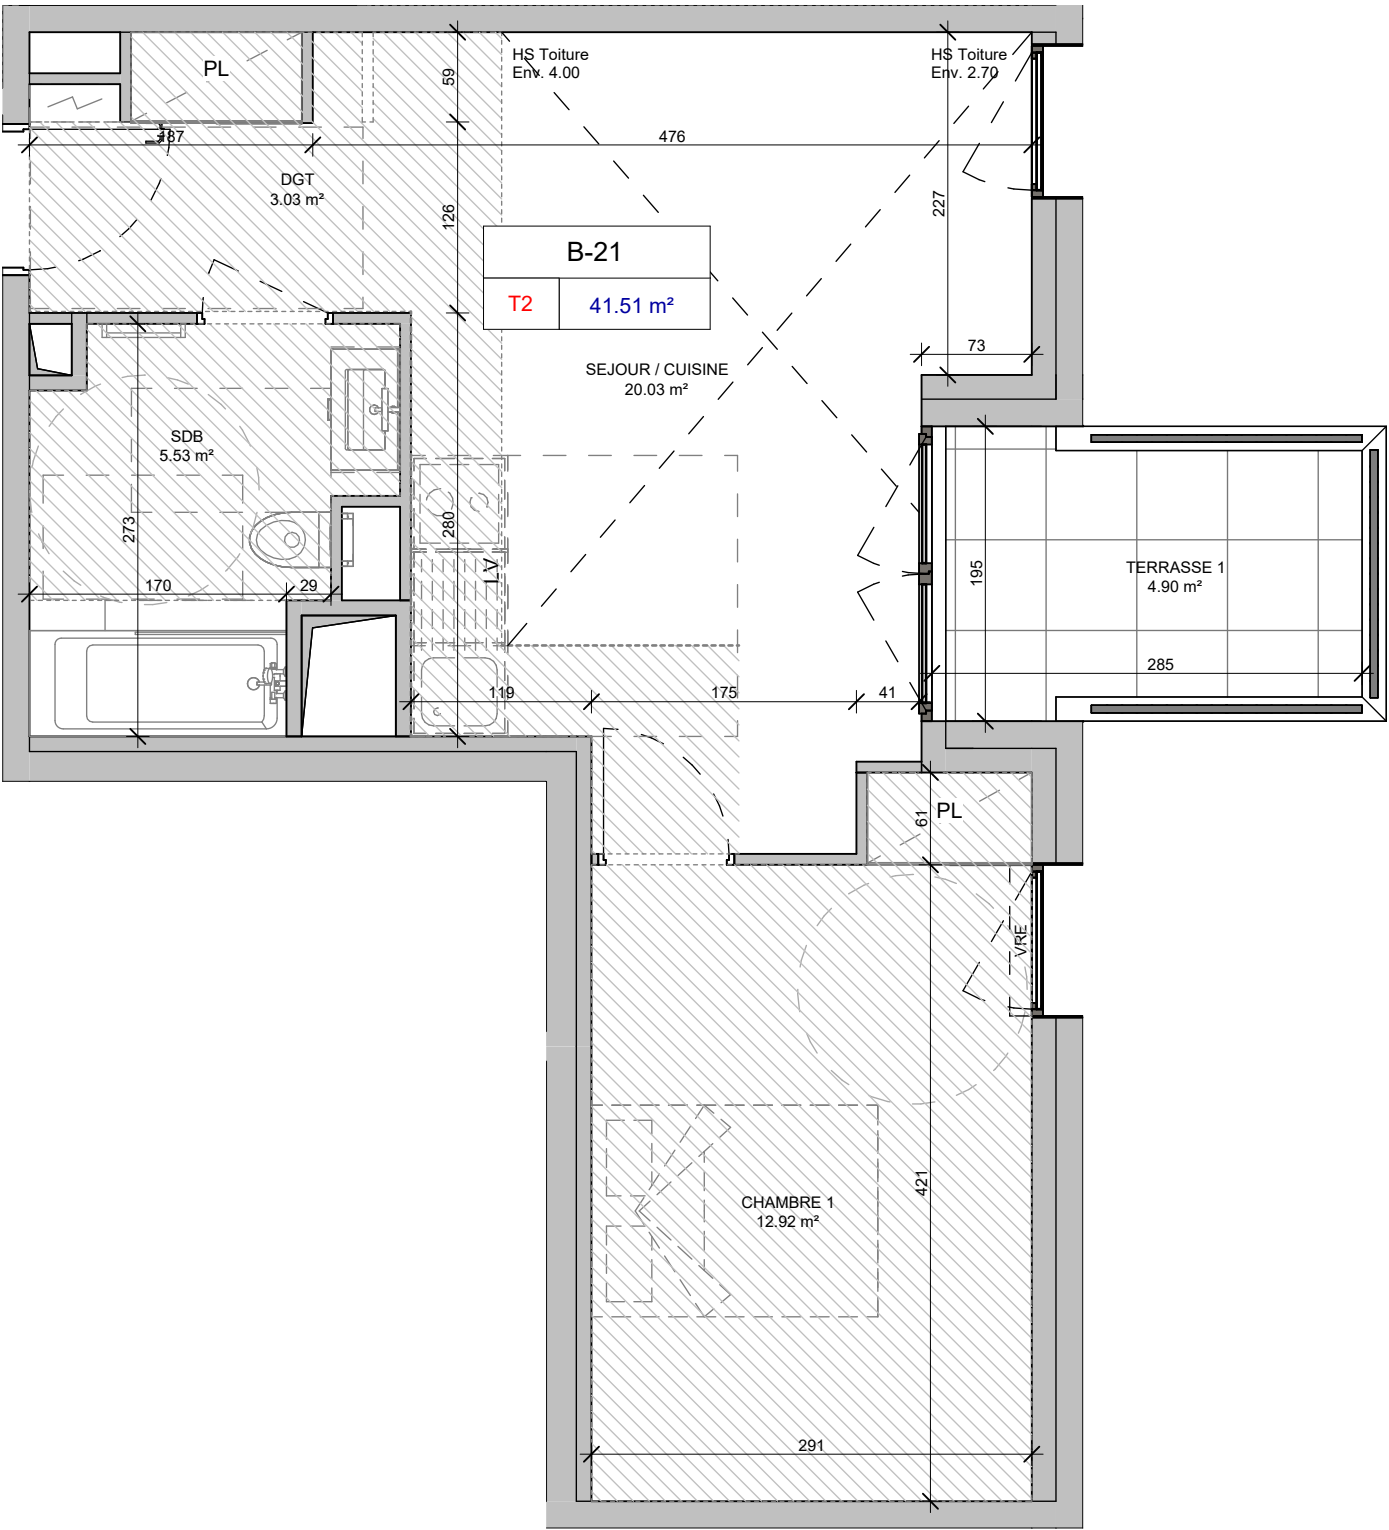 PL
HS Toiture
Env. 4.00
HS Toiture
Env. 2.70
59
187
476
DGT
3.03 m²
126
227
B-21
T2
41.51 m²
73
SEJOUR / CUISINE
20.03 m²
SDB
5.53 m²
273
280
LV
170
29
195
TERRASSE 1
4.90 m²
285
119
175
41
61
PL
VRE
421
CHAMBRE 1
12.92 m²
291